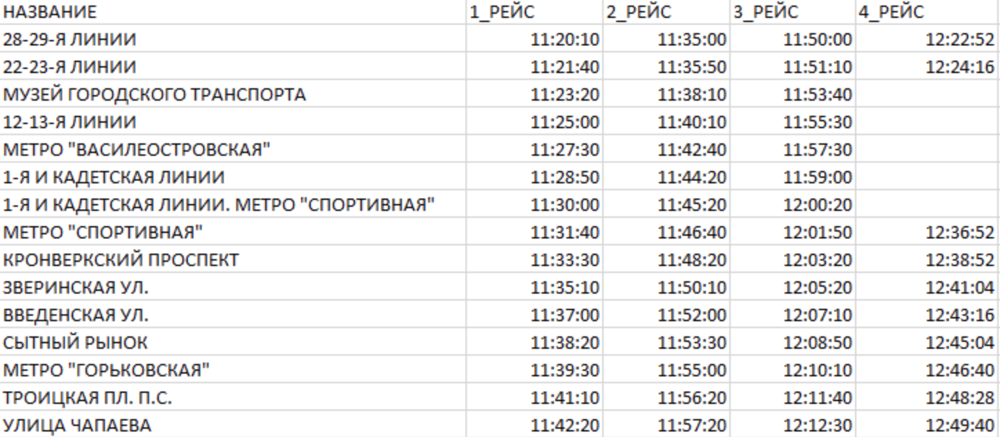 НАЗВАНИЕ 1_РЕЙС 2_РЕЙС 3_РЕЙС 4_РЕЙС
28-29-Я ЛИНИИ 11:20:10 11:35:00 11:50:00 12:22:52
22-23-Я ЛИНИИ 11:21:40 11:35:50 11:51:10 12:24:16
МУЗЕЙ ГОРОДСКОГО ТРАНСПОРТА 11:23:20 11:38:10 11:53:40
12-13-Я ЛИНИИ 11:25:00 11:40:10 11:55:30
МЕТРО "ВАСИЛЕОСТРОВСКАЯ" 11:27:30 11:42:40 11:57:30
1-Я И КАДЕТСКАЯ ЛИНИИ 11:28:50 11:44:20 11:59:00
1-Я И КАДЕТСКАЯ ЛИНИИ. МЕТРО "СПОРТИВНАЯ" 11:30:00 11:45:20 12:00:20
МЕТРО "СПОРТИВНАЯ" 11:31:40 11:46:40 12:01:50 12:36:52
КРОНВЕРКСКИЙ ПРОСПЕКТ 11:33:30 11:48:20 12:03:20 12:38:52
ЗВЕРИНСКАЯ УЛ. 11:35:10 11:50:10 12:05:20 12:41:04
ВВЕДЕНСКАЯ УЛ. 11:37:00 11:52:00 12:07:10 12:43:16
СЫТНЫЙ РЫНОК 11:38:20 11:53:30 12:08:50 12:45:04
МЕТРО "ГОРЬКОВСКАЯ" 11:39:30 11:55:00 12:10:10 12:46:40
ТРОИЦКАЯ ПЛ. П.С. 11:41:10 11:56:20 12:11:40 12:48:28
УЛИЦА ЧАПАЕВА 11:42:20 11:57:20 12:12:30 12:49:40